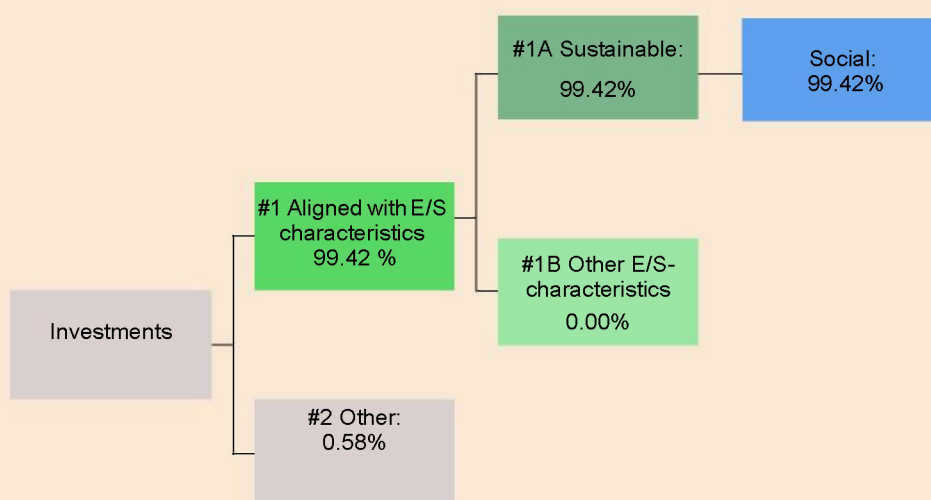 Investments
#1 Aligned with E/S
characteristics
99.42 %
#2 Other:
0.58%
#1A Sustainable:
99.42%
#1B Other E/S-
characteristics
0.00%
Social:
99.42%